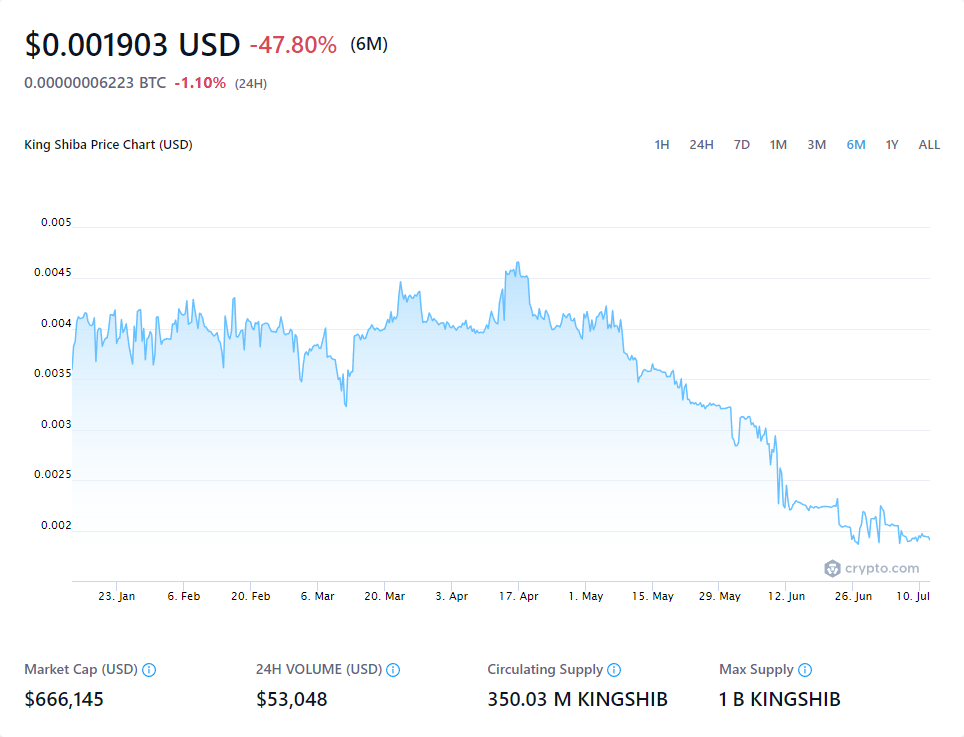 $0.001903 USD -47.80% (6M)
0.00000006223 BTC -1.10% (24H)
King Shiba Price Chart (USD) 1H 24H 7D 1M 3M 6M 1Y ALL
0.005
0.0045
0.004
0.0035
0.003
0.0025
0.002
crypto.com
23. Jan 6. Feb 20. Feb 6. Mar 20. Mar 3. Apr 17. Apr 1. May 15. May 29. May 12. Jun 26. Jun 10. Jul
Market Cap (USD) 24H VOLUME (USD) Circulating Supply Max Supply
$666,145 $53,048 350.03 M KINGSHIB 1 B KINGSHIB